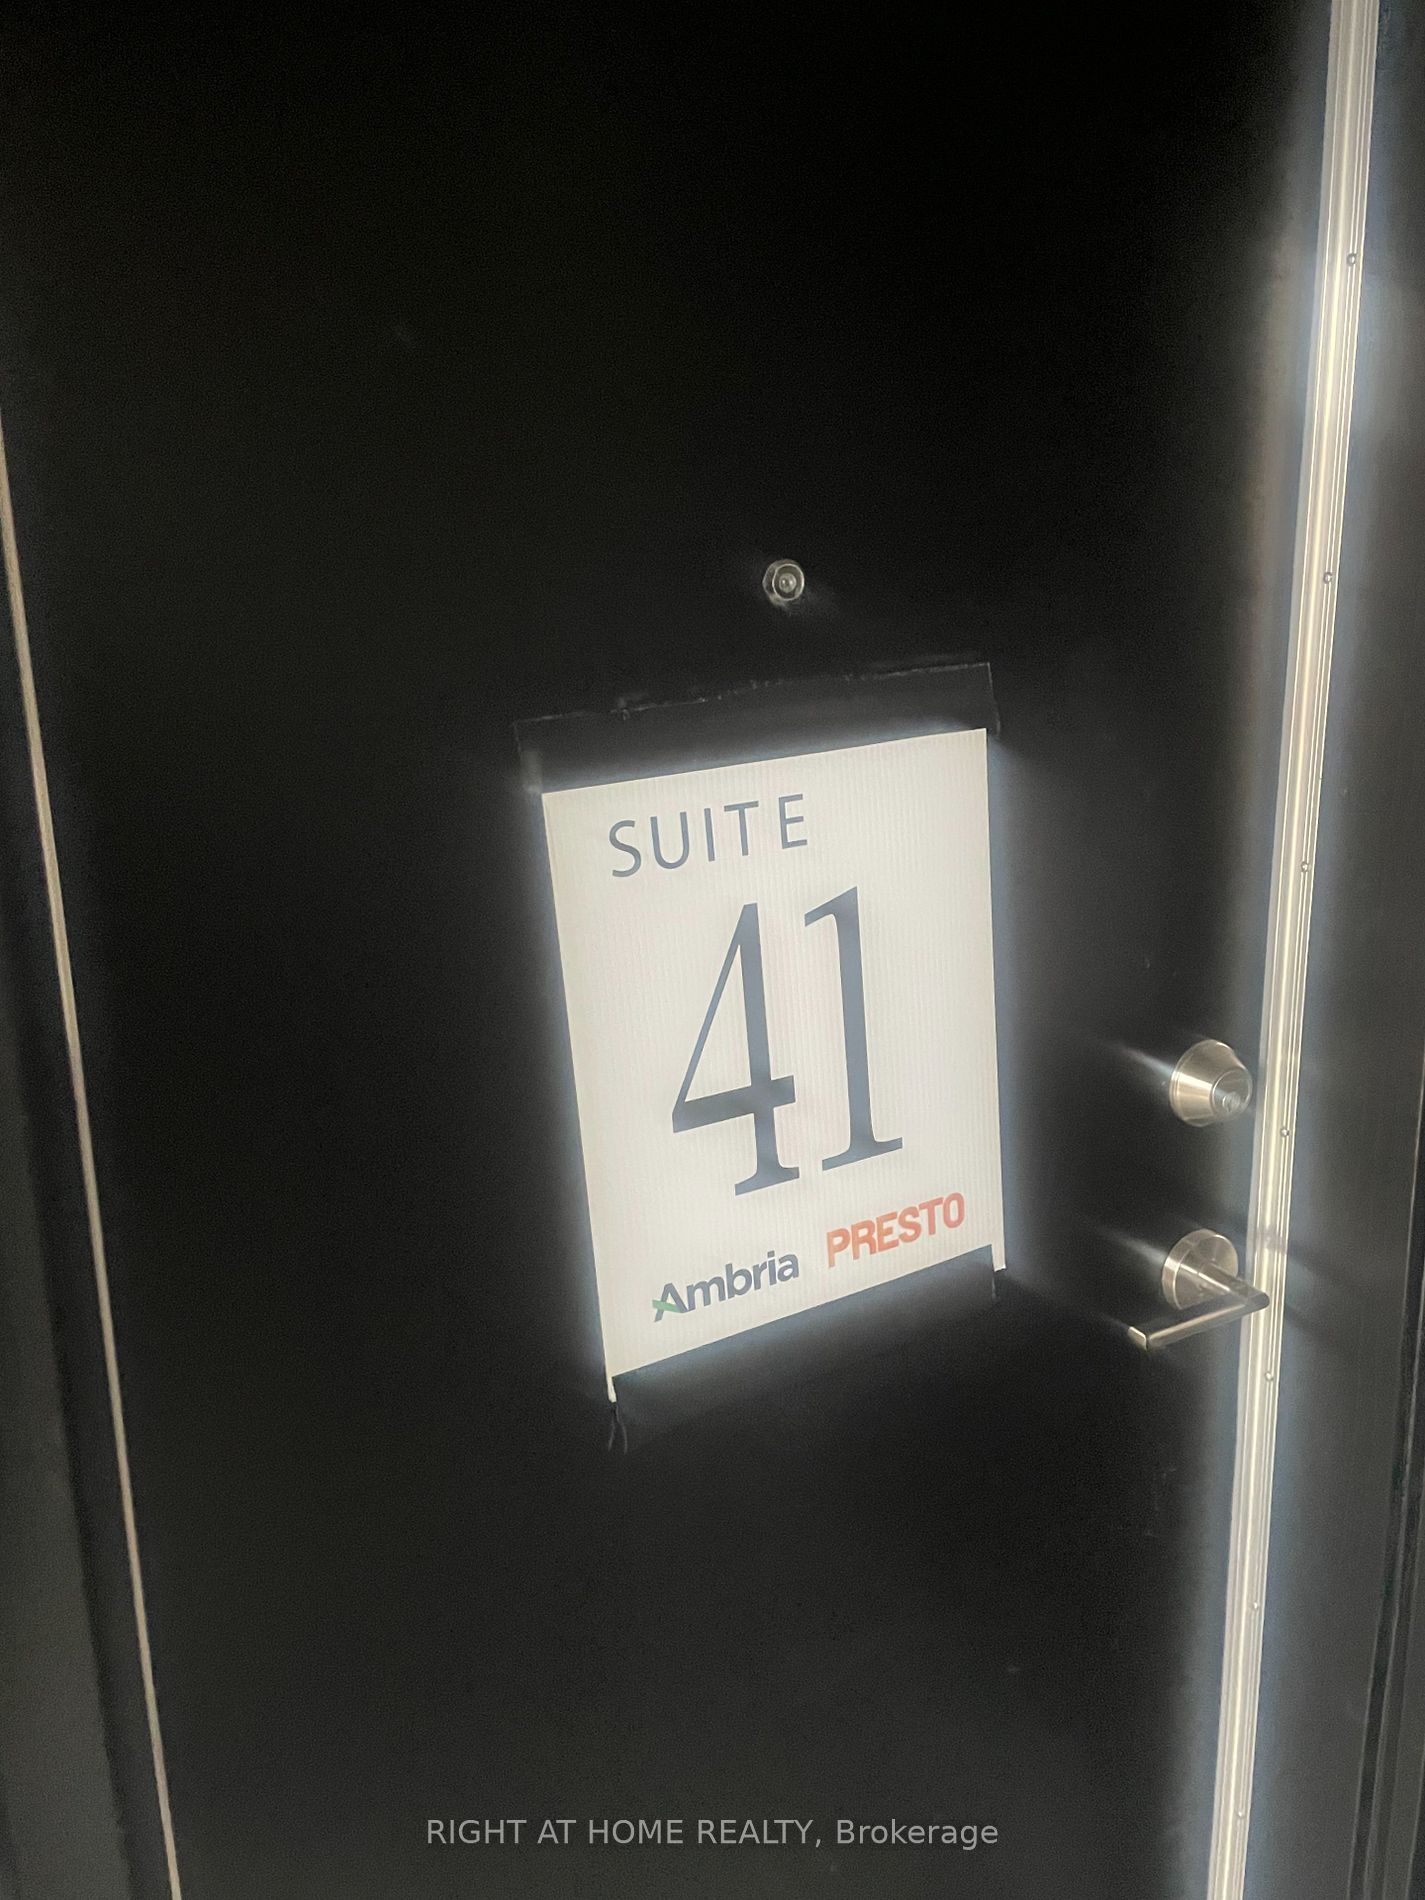 SUITE
41
Ambria PRESTO
RIGHT AT HOME REALTY, Brokerage